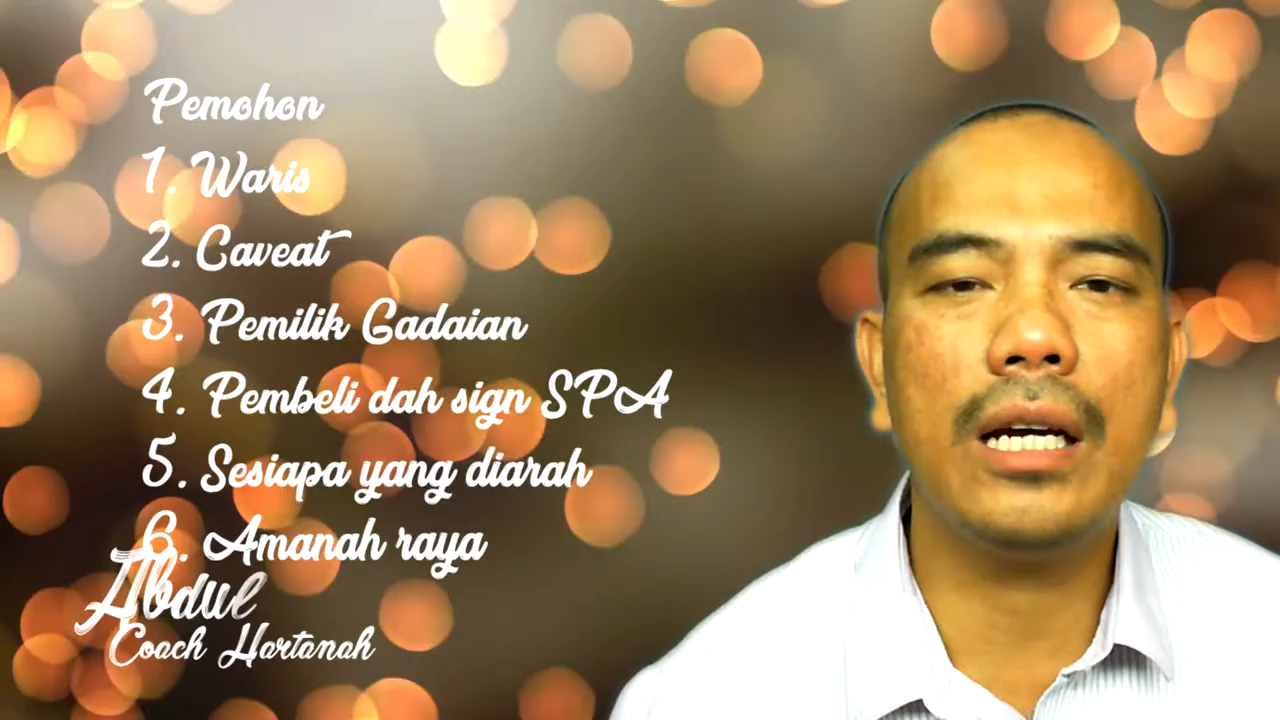 Pemohon
1. Waris
2. Caveat
3. Pemilik Gadaian
4. Pembeli dah sign SPA
5. Sesiapa yang diarah
6. Amanah raya
Abdul
Coach Hartanah